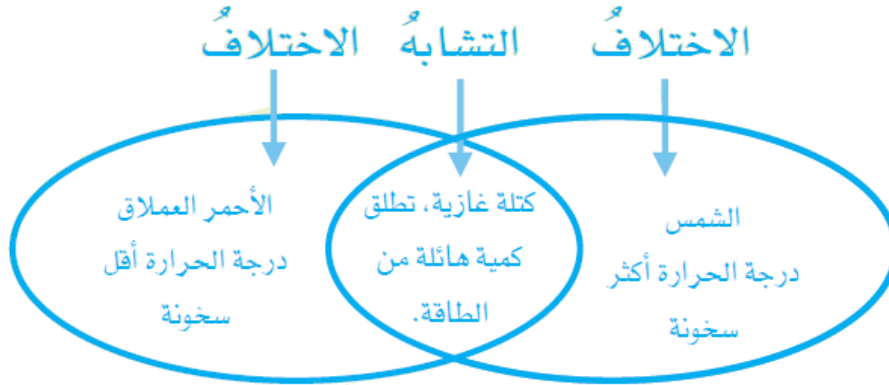 الاختلافُ
التشابهُ
الاختلافُ
الشمس
درجة الحرارة أكثر
سخونة
كتلة غازية، تطلق
كمية هائلة من
الطاقة.
الأحمر العملاق
درجة الحرارة أقل
سخونة